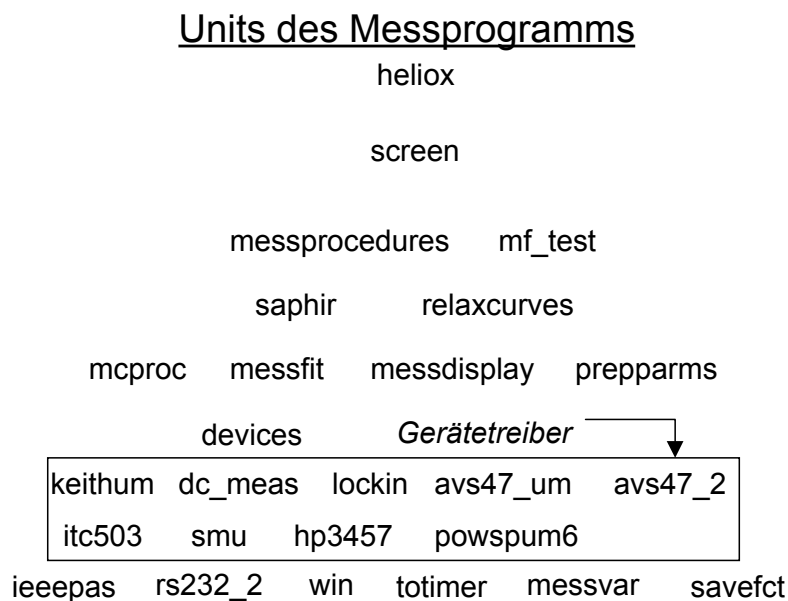 Units des Messprogramms
heliox
screen
messprocedures mf_test
saphir relaxcurves
mcproc messfit messdisplay prepparms
devices Gerätetreiber
keithum dc_meas lockin avs47_um avs47_2
itc503 smu hp3457 powspum6
ieeepas rs232_2 win totimer messvar savefct